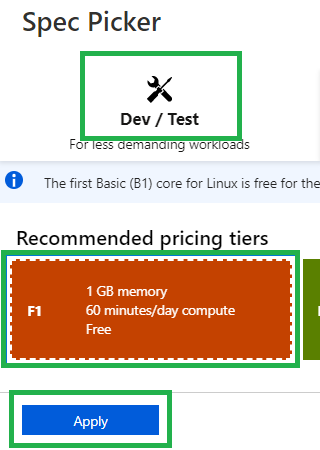 Spec Picker
Dev / Test
For less demanding workloads
The first Basic (B1) core for Linux is free for the
Recommended pricing tiers
F1
1 GB memory
60 minutes/day compute
Free
Apply